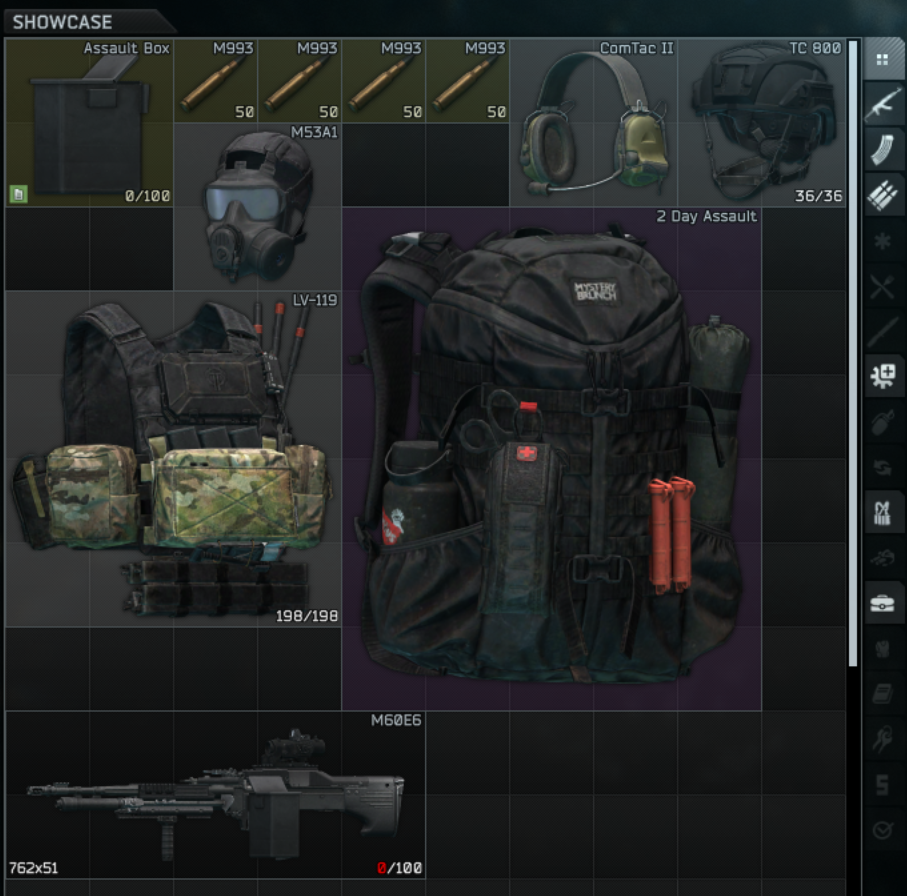 SHOWCASE
Assault Box
M993
M993
M993
M993
ComTac II
TC 800
50
50
50
50
0/100
M53A1
36/36
2 Day Assault
MYSTERY
BRUNCH
LV-119
198/198
M60E6
762x51
0/100